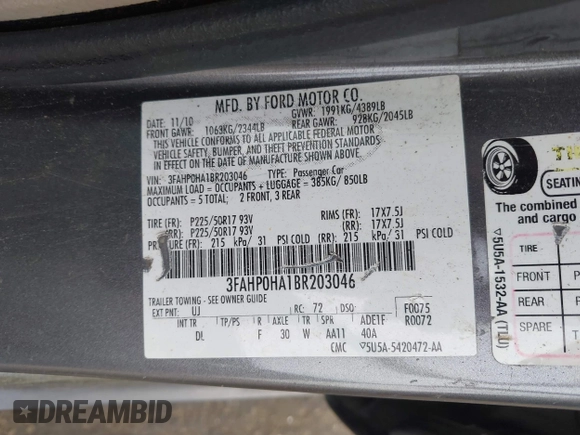 MFD. BY FORD MOTOR CO.
DATE: 11/10 GVWR: 1991KG/4389LB
FRONT GAWR: 1063KG/2344LB REAR GAWR: 928KG/2045LB
THIS VEHICLE CONFORMS TO ALL APPLICABLE FEDERAL MOTOR
VEHICLE SAFETY, BUMPER, AND THEFT PREVENTION STANDARDS
IN EFFECT ON THE DATE OF MANUFACTURE SHOWN ABOVE.
VIN: 3FAHP0HA1BR203046 TYPE: Passenger Car
MAXIMUM LOAD = OCCUPANTS + LUGGAGE = 385KG/850LB
OCCUPANTS = 5 TOTAL; 2 FRONT, 3 REAR
TIRE (FR): P225/50R17 93V RIMS (FR): 17X7.5J
(RR): P225/50R17 93V (RR): 17X7.5J
PRESSURE (FR): 215 kPa/ 31 PSI COLD (RR): 215 kPa/ 31 PSI COLD
3FAHP0HA1BR203046
TRAILER TOWING - SEE OWNER GUIDE
EXT PNT: UJ RC: 72 DSO: F0075
INT TR TP/PS R AXLE TR SPR ADE1F R0072
DL F 30 W AA11 40A
CMC ▽5U5A-5420472-AA
SEATING
The combined
and cargo
TIRE
FRONT
REAR
SPARE
▽5U5A-1532-AA (TLU)
DREAMBID